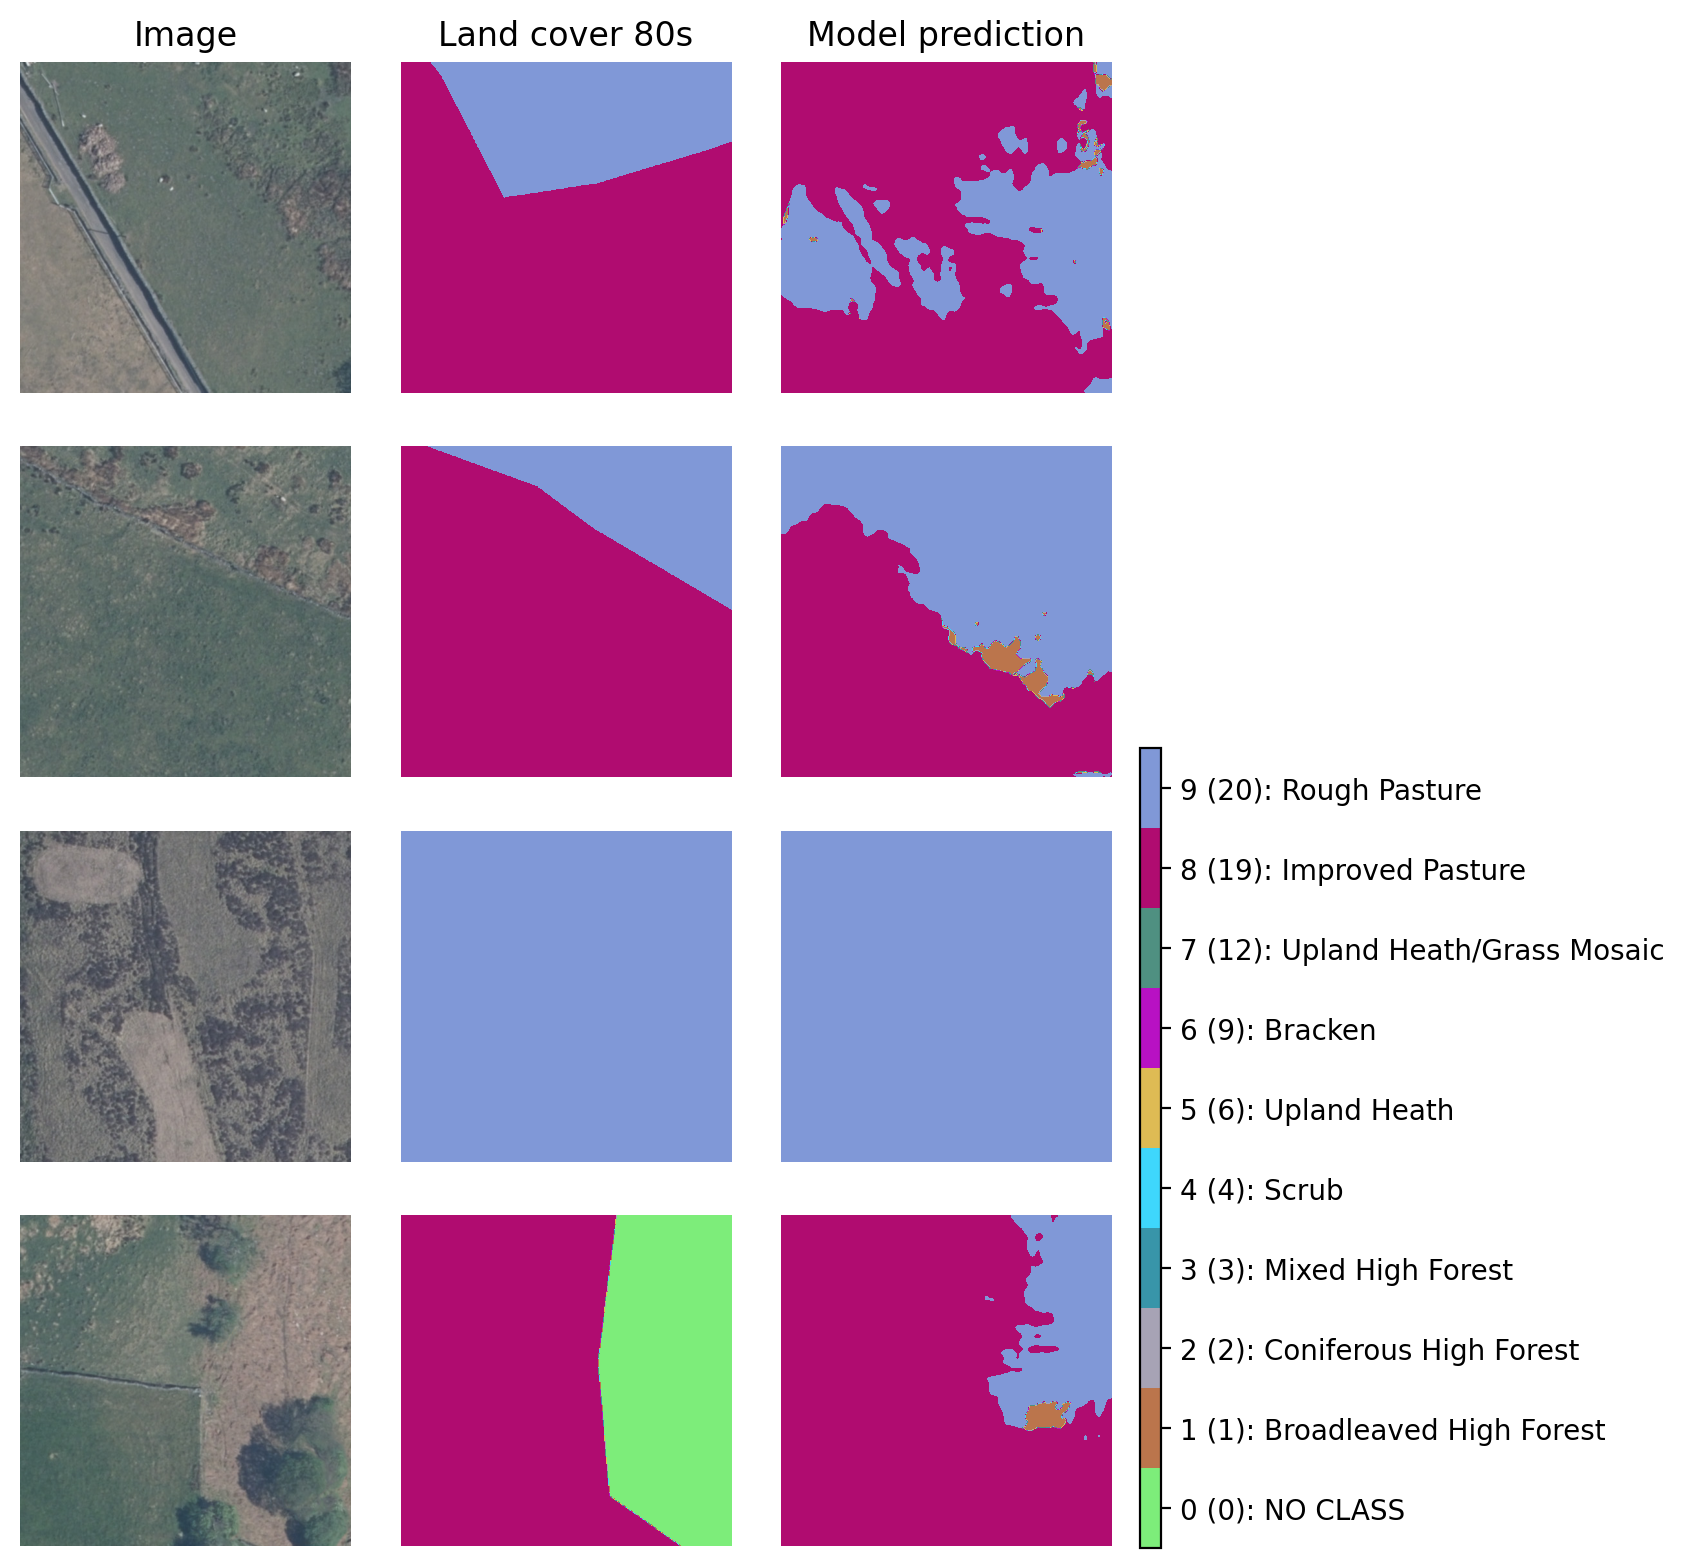 Image
Land cover 80s
Model prediction
9 (20): Rough Pasture
8 (19): Improved Pasture
7 (12): Upland Heath/Grass Mosaic
6 (9): Bracken
5 (6): Upland Heath
4 (4): Scrub
3 (3): Mixed High Forest
2 (2): Coniferous High Forest
1 (1): Broadleaved High Forest
0 (0): NO CLASS